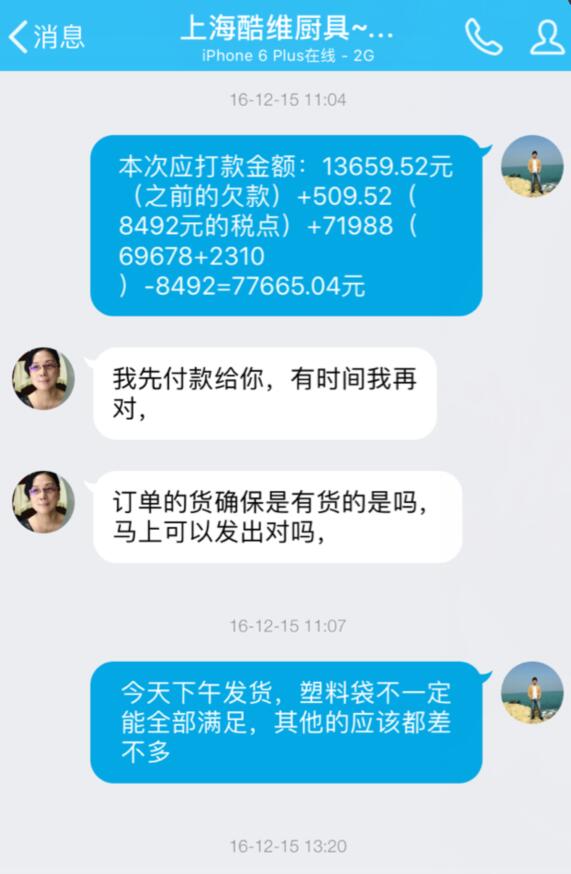 消息
上海酷维厨具~...
iPhone 6 Plus在线 - 2G
16-12-15 11:04
本次应打款金额：13659.52元
（之前的欠款）+509.52（
8492元的税点）+71988（
69678+2310
）-8492=77665.04元
我先付款给你，有时间我再
对，
订单的货确保是有货的是吗，
马上可以发出对吗，
16-12-15 11:07
今天下午发货，塑料袋不一定
能全部满足，其他的应该都差
不多
16-12-15 13:20